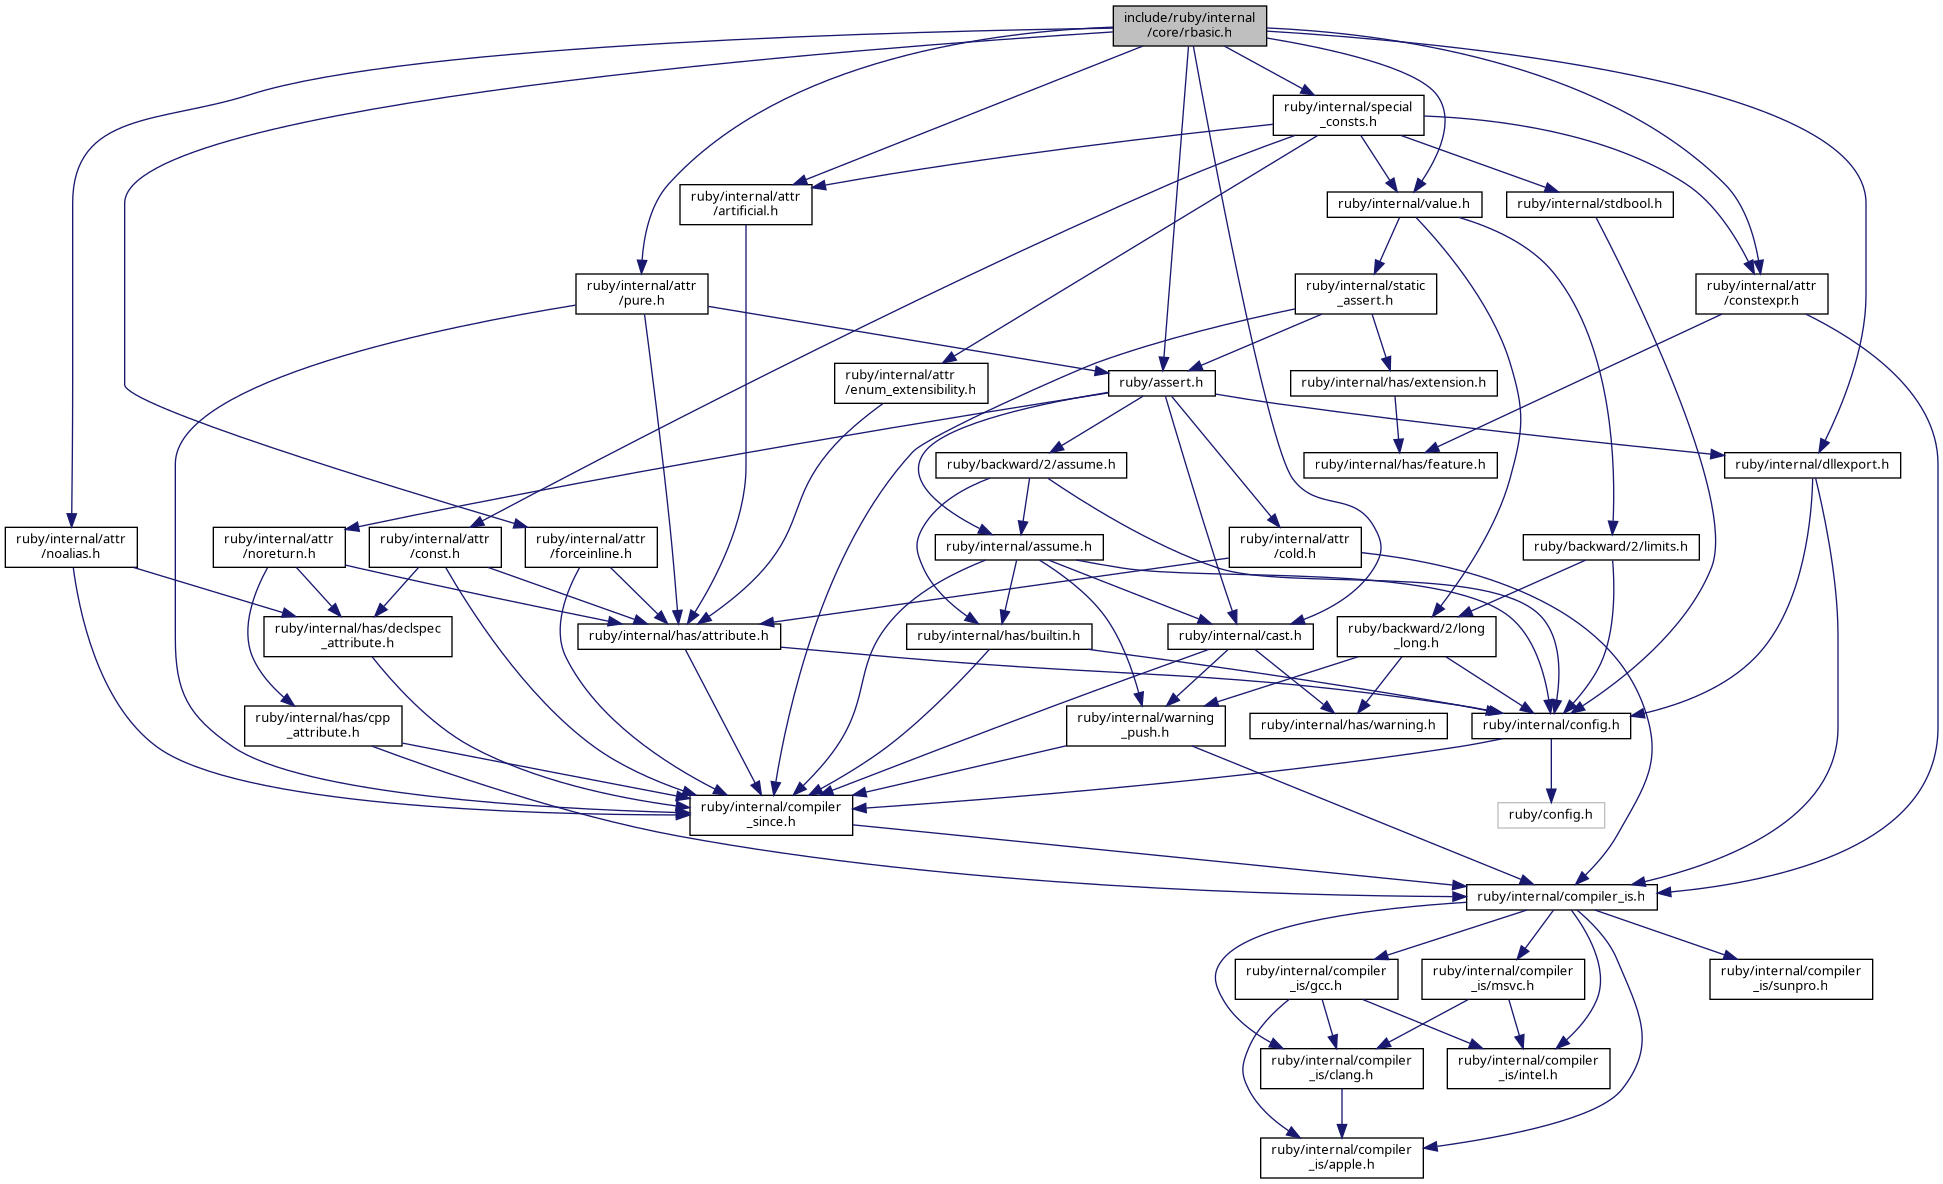 include/ruby/internal
/core/rbasic.h
ruby/internal/special
_consts.h
ruby/internal/attr
/artificial.h
ruby/internal/value.h
ruby/internal/stdbool.h
ruby/internal/attr
/pure.h
ruby/internal/static
_assert.h
ruby/internal/attr
/constexpr.h
ruby/internal/attr
/enum_extensibility.h
ruby/assert.h
ruby/internal/has/extension.h
ruby/backward/2/assume.h
ruby/internal/has/feature.h
ruby/internal/dllexport.h
ruby/internal/attr
/noalias.h
ruby/internal/attr
/noreturn.h
ruby/internal/attr
/const.h
ruby/internal/attr
/forceinline.h
ruby/internal/assume.h
ruby/internal/attr
/cold.h
ruby/backward/2/limits.h
ruby/internal/has/declspec
_attribute.h
ruby/internal/has/attribute.h
ruby/internal/has/builtin.h
ruby/internal/cast.h
ruby/backward/2/long
_long.h
ruby/internal/has/cpp
_attribute.h
ruby/internal/warning
_push.h
ruby/internal/has/warning.h
ruby/internal/config.h
ruby/internal/compiler
_since.h
ruby/config.h
ruby/internal/compiler_is.h
ruby/internal/compiler
_is/gcc.h
ruby/internal/compiler
_is/msvc.h
ruby/internal/compiler
_is/sunpro.h
ruby/internal/compiler
_is/clang.h
ruby/internal/compiler
_is/intel.h
ruby/internal/compiler
_is/apple.h